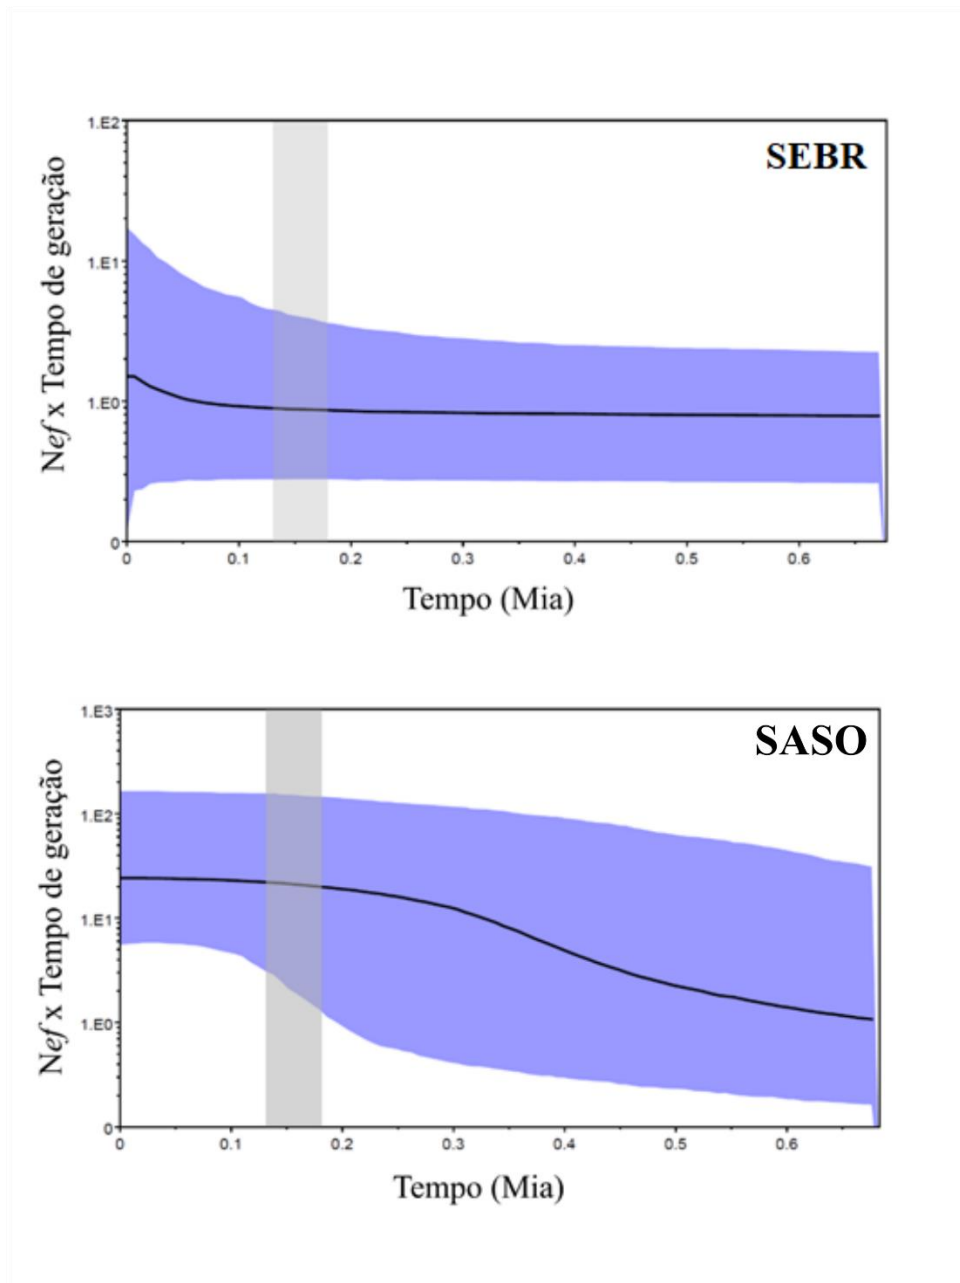 SEBR
Nef x Tempo de geração
1.E2
1.E1
1.E0
0
0 0.1 0.2 0.3 0.4 0.5 0.6
Tempo (Mia)
SASO
Nef x Tempo de geração
1.E3
1.E2
1.E1
1.E0
0
0 0.1 0.2 0.3 0.4 0.5 0.6
Tempo (Mia)